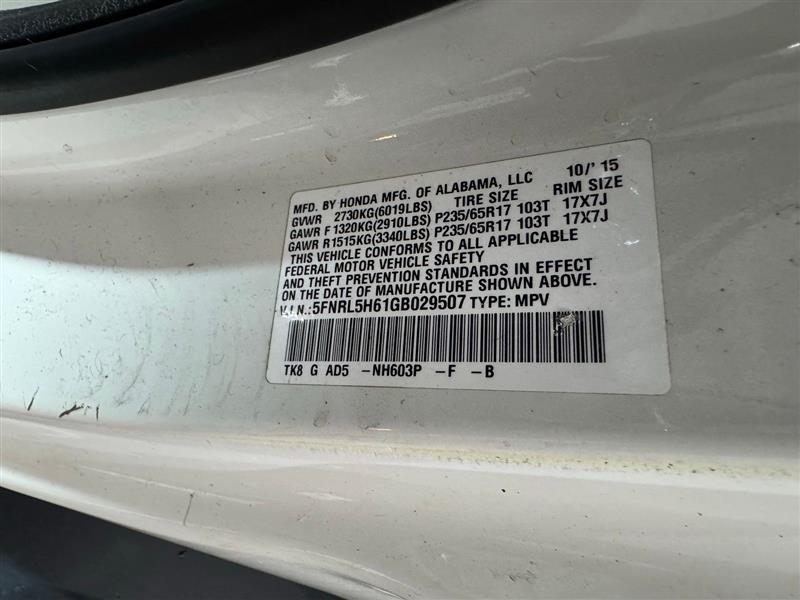 MFD. BY HONDA MFG. OF ALABAMA, LLC 10/'15
GVWR 2730KG(6019LBS) TIRE SIZE RIM SIZE
GAWR F 1320KG(2910LBS) P235/65R17 103T 17X7J
GAWR R1515KG(3340LBS) P235/65R17 103T 17X7J
THIS VEHICLE CONFORMS TO ALL APPLICABLE
FEDERAL MOTOR VEHICLE SAFETY
AND THEFT PREVENTION STANDARDS IN EFFECT
ON THE DATE OF MANUFACTURE SHOWN ABOVE.
V.I.N.:5FNRL5H61GB029507 TYPE: MPV
TK8 G AD5 -NH603P -F -B